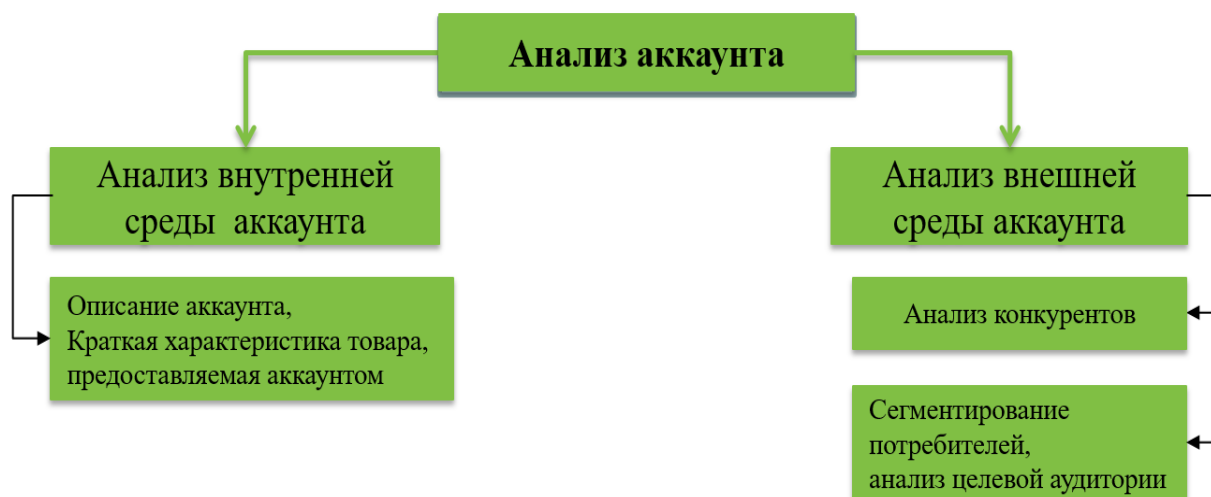 Анализ аккаунта
Анализ внутренней
среды аккаунта
Описание аккаунта,
Краткая характеристика товара,
предоставляемая аккаунтом
Анализ внешней
среды аккаунта
Анализ конкурентов
Сегментирование
потребителей,
анализ целевой аудитории